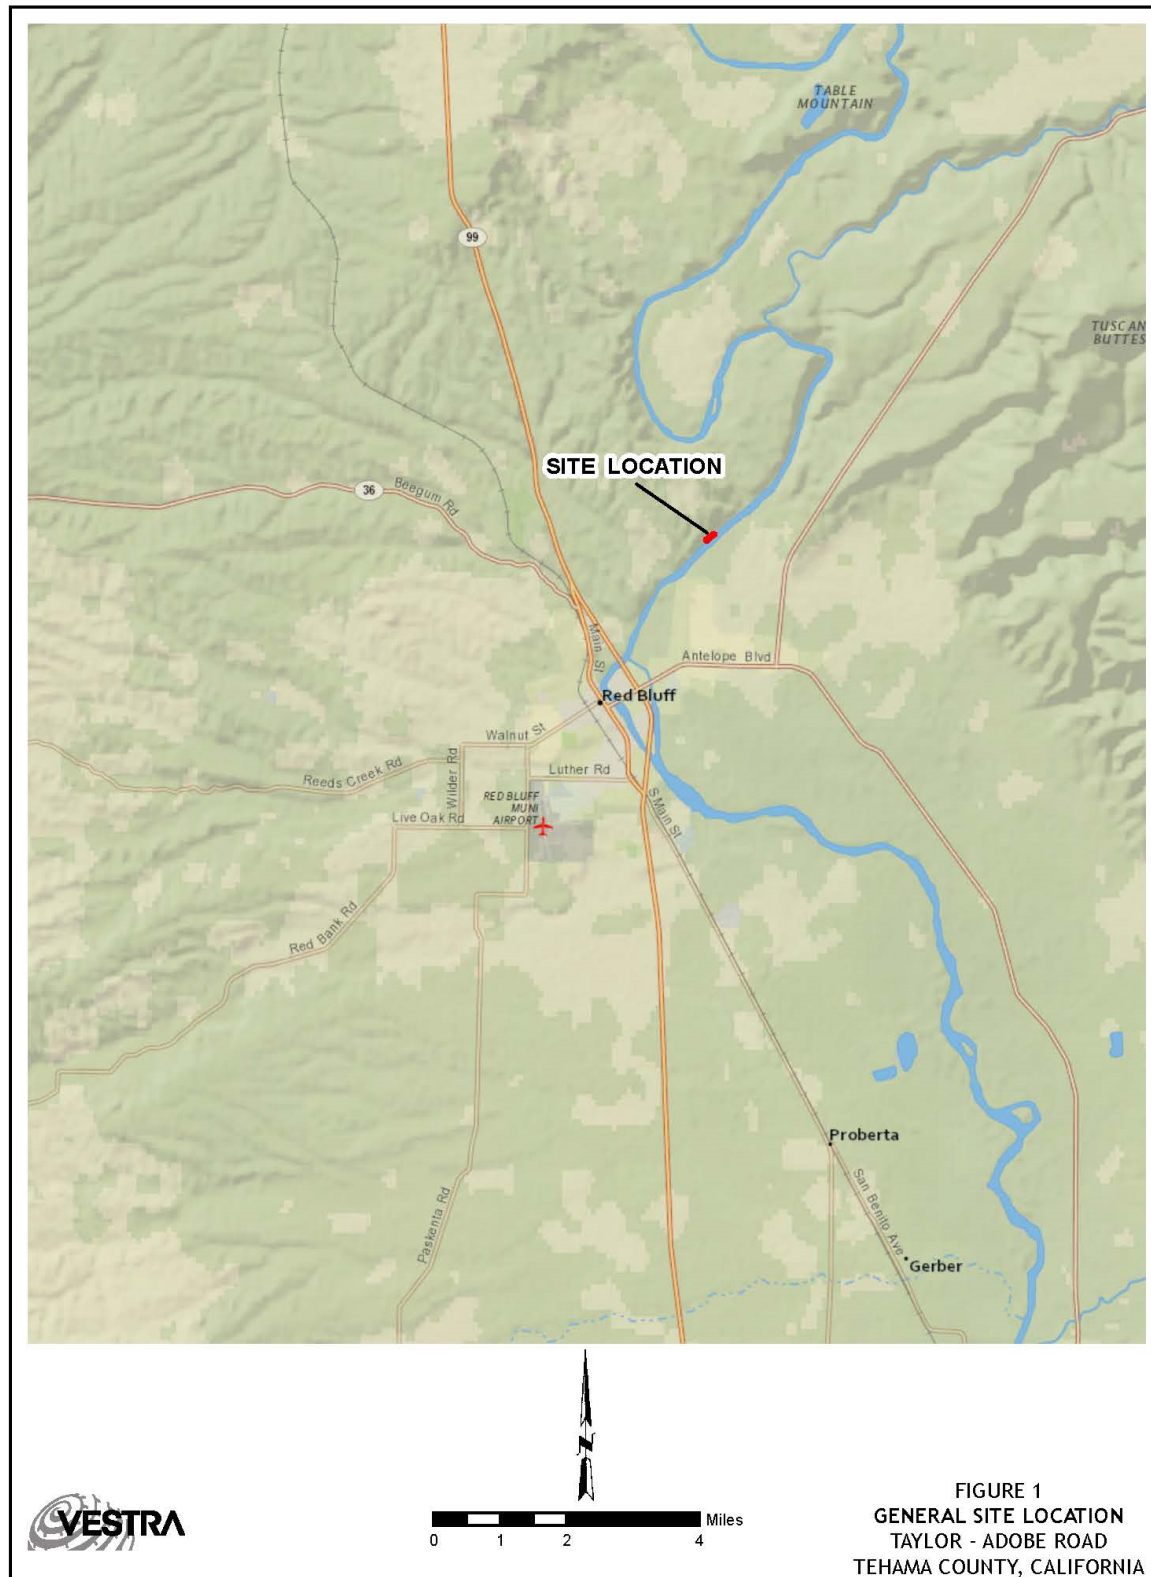 TABLE
MOUNTAIN
99
TUSCAN
BUTTES
SITE LOCATION
36
Beegum Rd
Main St
Antelope Blvd
Red Bluff
Walnut St
Reeds Creek Rd
Wilder Rd
Luther Rd
RED BLUFF
MUNI
AIRPORT
Live Oak Rd
S Main St
Red Bank Rd
Proberta
Paskenta Rd
San Benito Ave
Gerber
N
VESTRA
Miles
0 1 2 4
FIGURE 1
GENERAL SITE LOCATION
TAYLOR - ADOBE ROAD
TEHAMA COUNTY, CALIFORNIA